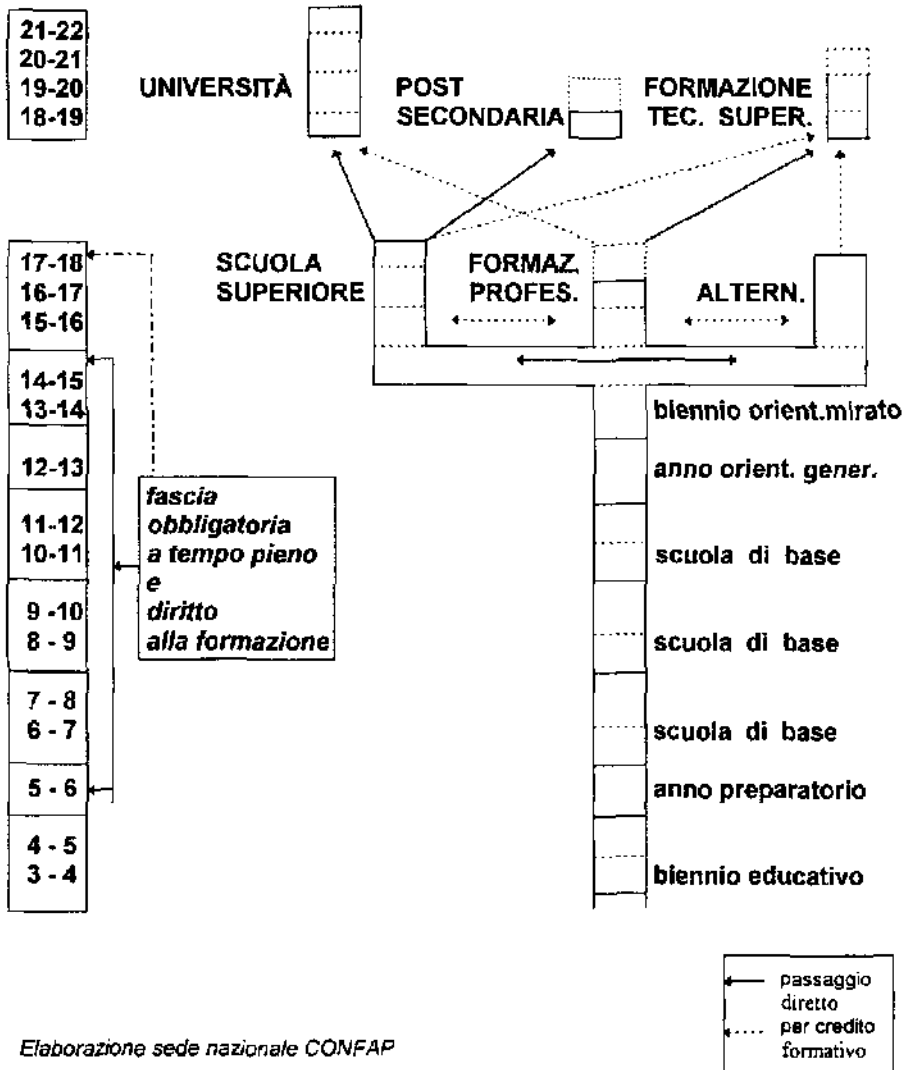 21-22
20-21
19-20
18-19
UNIVERSITÀ
POST
SECONDARIA
FORMAZIONE
TEC. SUPER.
17-18
16-17
15-16
SCUOLA
SUPERIORE
FORMAZ.
PROFES.
ALTERN.
14-15
13-14
biennio orient.mirato
12-13
anno orient. gener.
fascia
obbligatoria
a tempo pieno
e
diritto
alla formazione
11-12
10-11
scuola di base
9 -10
8 - 9
scuola di base
7 - 8
6 - 7
scuola di base
5 - 6
anno preparatorio
4 - 5
3 - 4
biennio educativo
passaggio
diretto
per credito
formativo
Elaborazione sede nazionale CONFAP